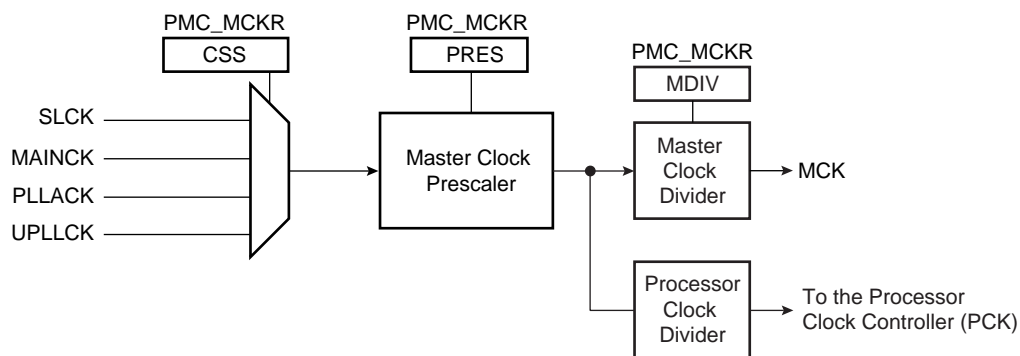 PMC_MCKR
CSS
PMC_MCKR
PRES
PMC_MCKR
MDIV
SLCK
MAINCK
PLLACK
UPLLCK
Master Clock
Prescaler
Master
Clock
Divider
MCK
Processor
Clock
Divider
To the Processor
Clock Controller (PCK)